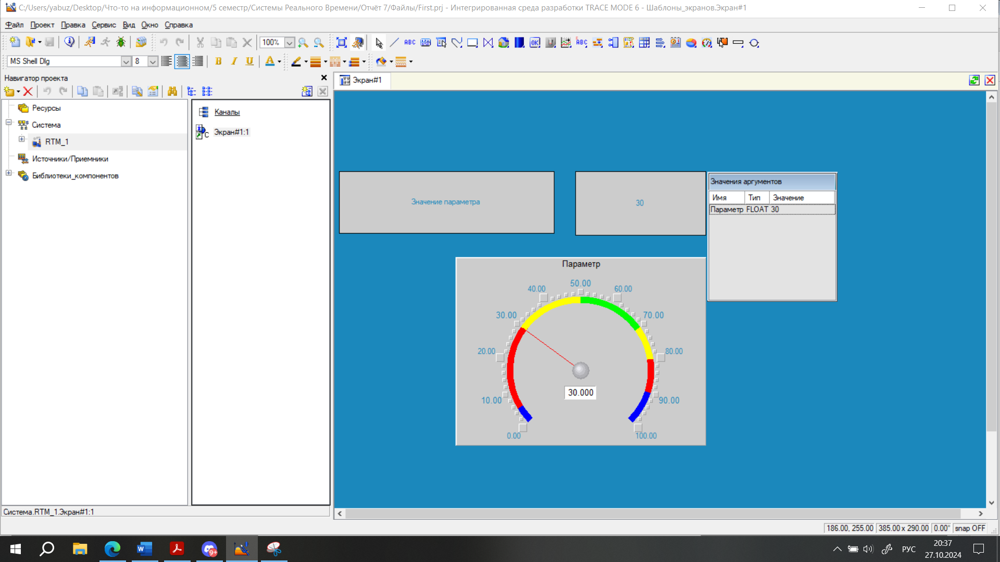 C:/Users/yabuz/Desktop/Что-то на информационном/5 семестр/Системы Реального Времени/Отчёт 7/Файлы/First.prj - Интегрированная среда разработки TRACE MODE 6 - Шаблоны_экранов.Экран#1
Файл Проект Правка Сервис Вид Окно Справка
100%
ABC
OK
ABC
MS Shell Dlg 8
B I U A
Навигатор проекта
Экран#1
Ресурсы
Система
RTM_1
Источники/Приемники
Библиотеки_компонентов
Каналы
Экран#1:1
Значение параметра
30
Значения аргументов
Имя Тип Значение
Параметр FLOAT 30
Параметр
50.00
40.00 60.00
30.00 70.00
20.00 80.00
30.000
10.00 90.00
0.00 100.00
Система.RTM_1.Экран#1:1
186.00, 255.00 385.00 x 290.00 0.00° snap OFF
9+
РУС
20:37
27.10.2024